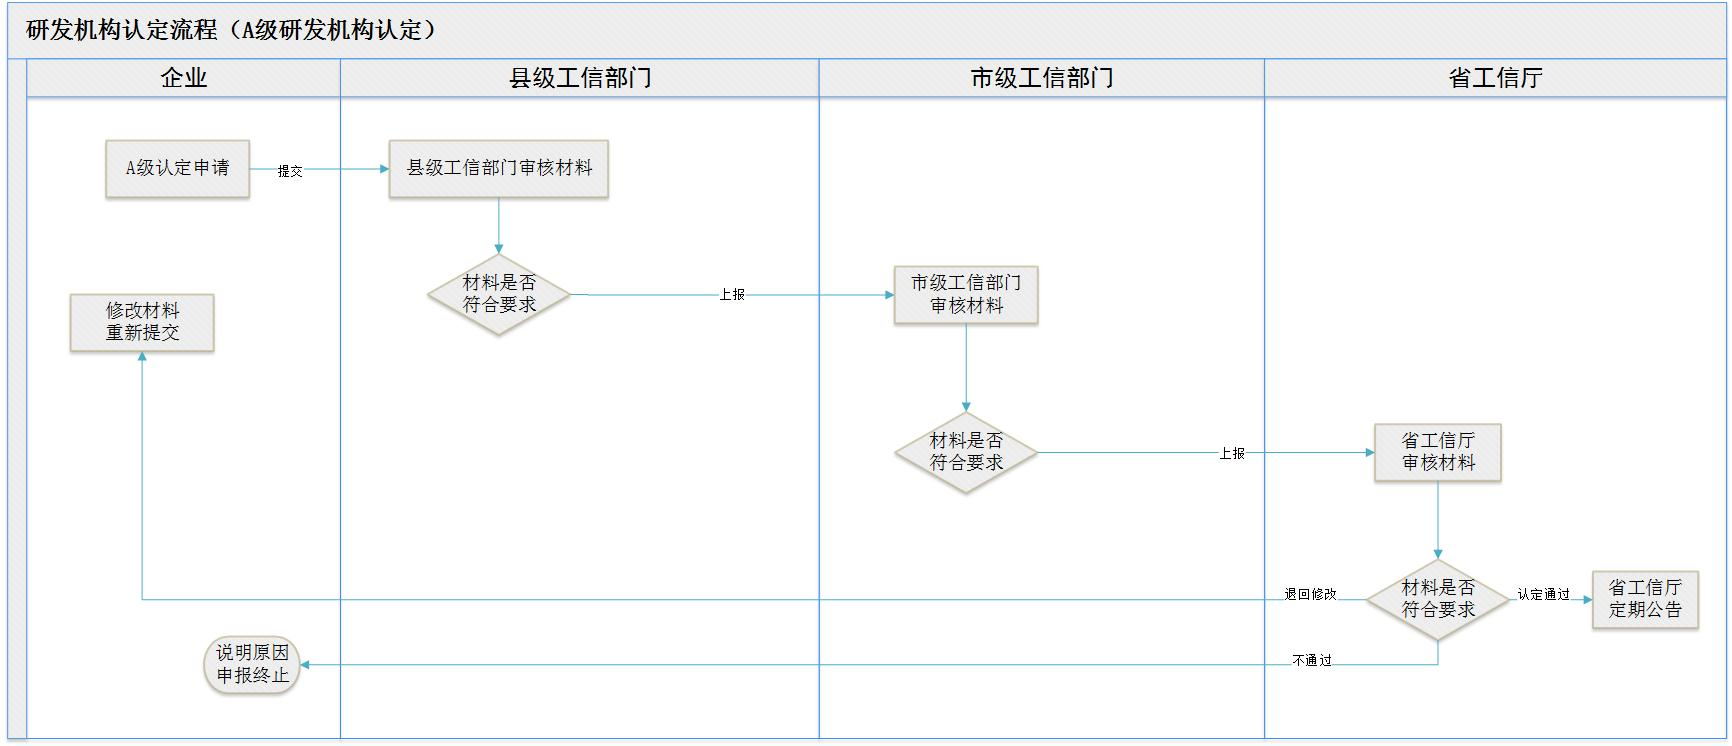 研发机构认定流程（A级研发机构认定）
企业
县级工信部门
市级工信部门
省工信厅
A级认定申请
提交
县级工信部门审核材料
材料是否
符合要求
上报
市级工信部门
审核材料
修改材料
重新提交
材料是否
符合要求
上报
省工信厅
审核材料
退回修改
材料是否
符合要求
认定通过
省工信厅
定期公告
说明原因
申报终止
不通过